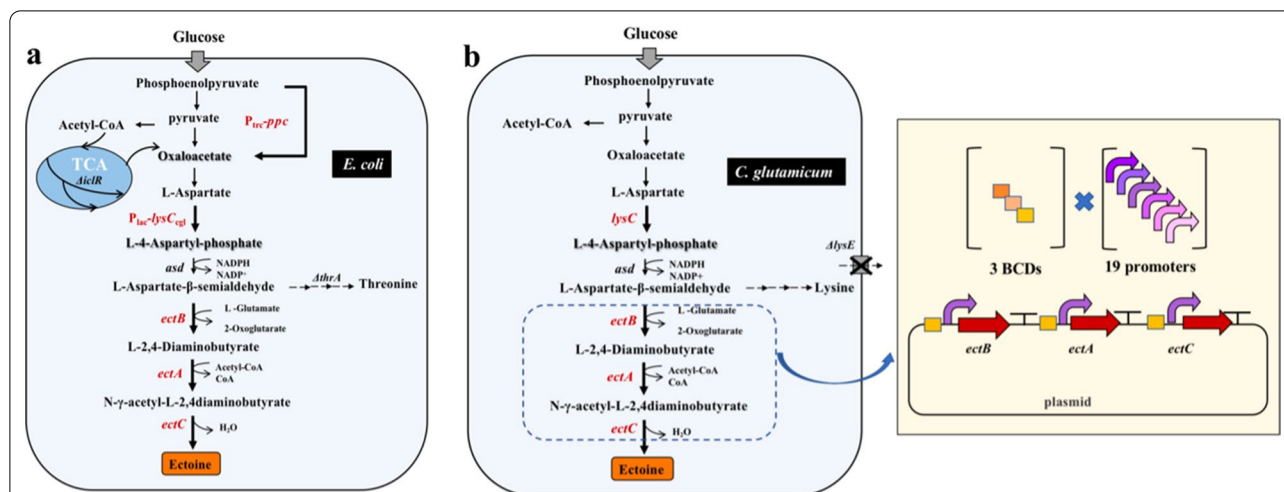 a
Glucose
Phosphoenolpyruvate
Ptrc-ppc
pyruvate
Acetyl-CoA
TCA
ΔiclR
Oxaloacetate
E. coli
L-Aspartate
Plac-lysCcgl
L-4-Aspartyl-phosphate
asd
NADPH
NADP+
L-Aspartate-β-semialdehyde
ΔthrA
Threonine
ectB
L -Glutamate
2-Oxoglutarate
L-2,4-Diaminobutyrate
ectA
Acetyl-CoA
CoA
N-γ-acetyl-L-2,4diaminobutyrate
ectC
H2O
Ectoine
b
Glucose
Phosphoenolpyruvate
Acetyl-CoA
pyruvate
Oxaloacetate
C. glutamicum
L-Aspartate
lysC
L-4-Aspartyl-phosphate
ΔlysE
asd
NADPH
NADP+
L-Aspartate-β-semialdehyde
Lysine
ectB
L -Glutamate
2-Oxoglutarate
L-2,4-Diaminobutyrate
ectA
Acetyl-CoA
CoA
N-γ-acetyl-L-2,4diaminobutyrate
ectC
H2O
Ectoine
3 BCDs
19 promoters
ectB
ectA
ectC
plasmid